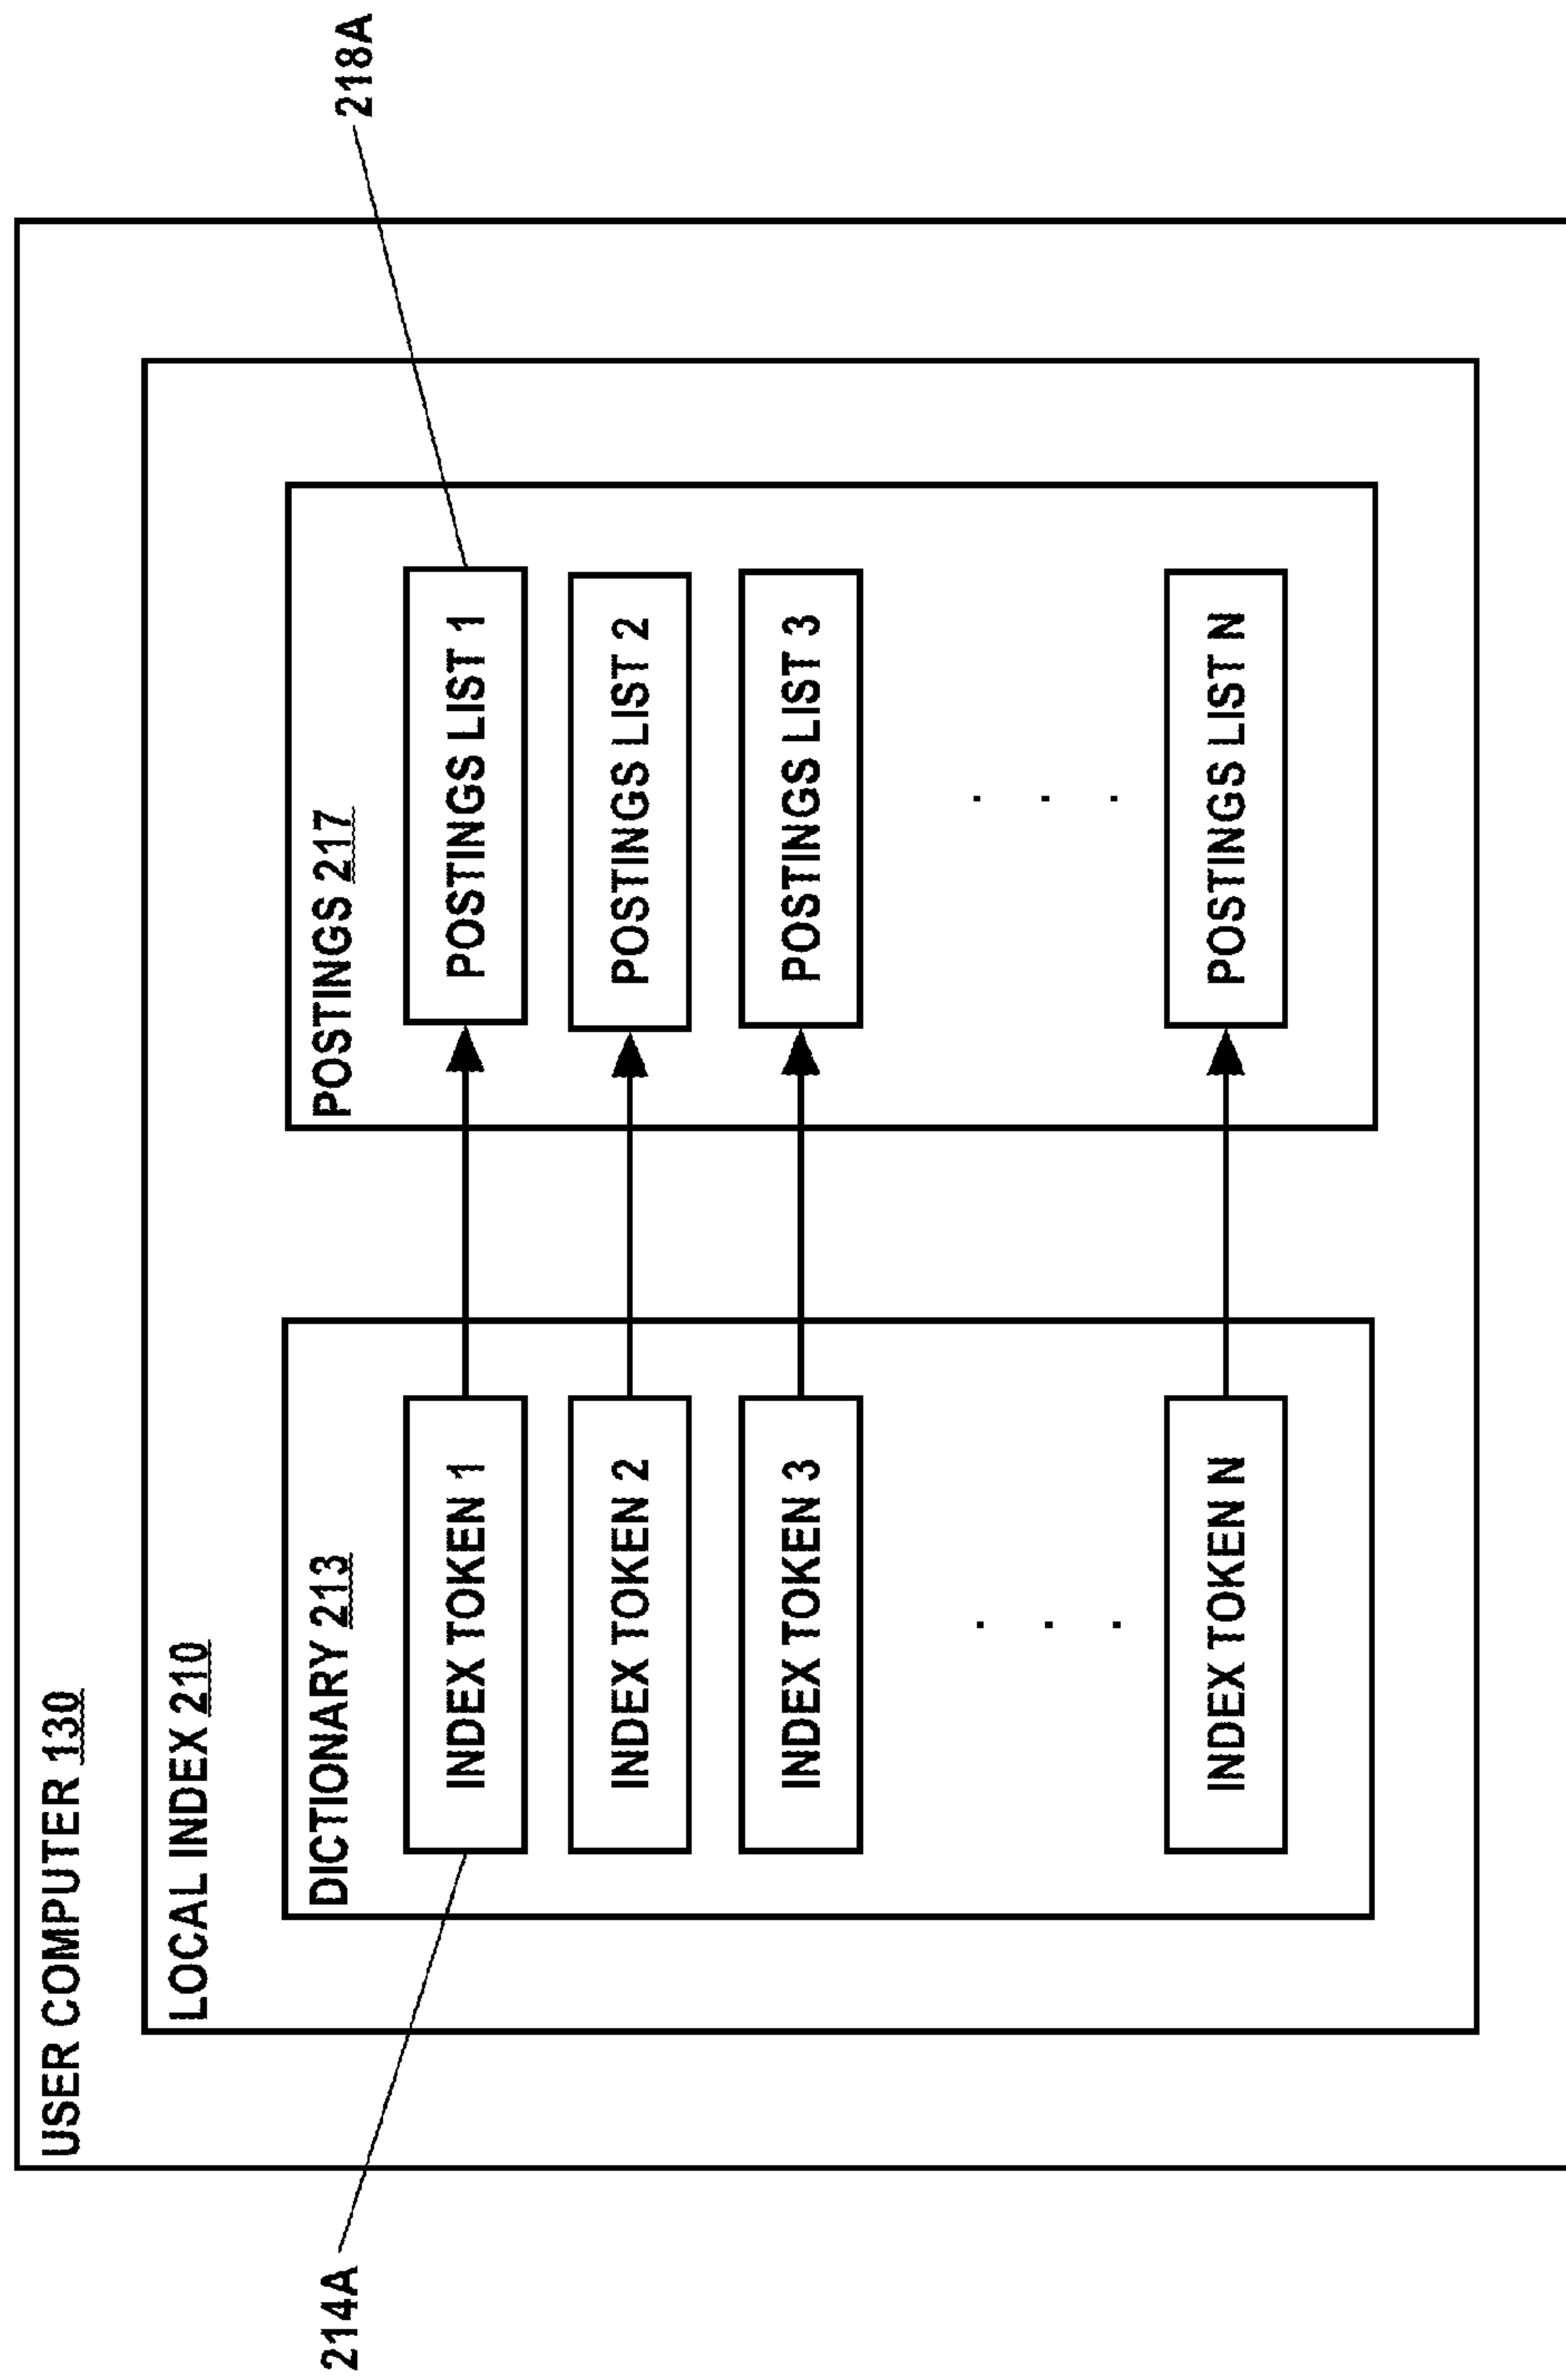 USER COMPUTER 130
LOCAL INDEX 210
DICTIONARY 213
POSTINGS 217
214A
218A
INDEX TOKEN 1
POSTINGS LIST 1
INDEX TOKEN 2
POSTINGS LIST 2
INDEX TOKEN 3
POSTINGS LIST 3
. . .
. . .
INDEX TOKEN N
POSTINGS LIST N